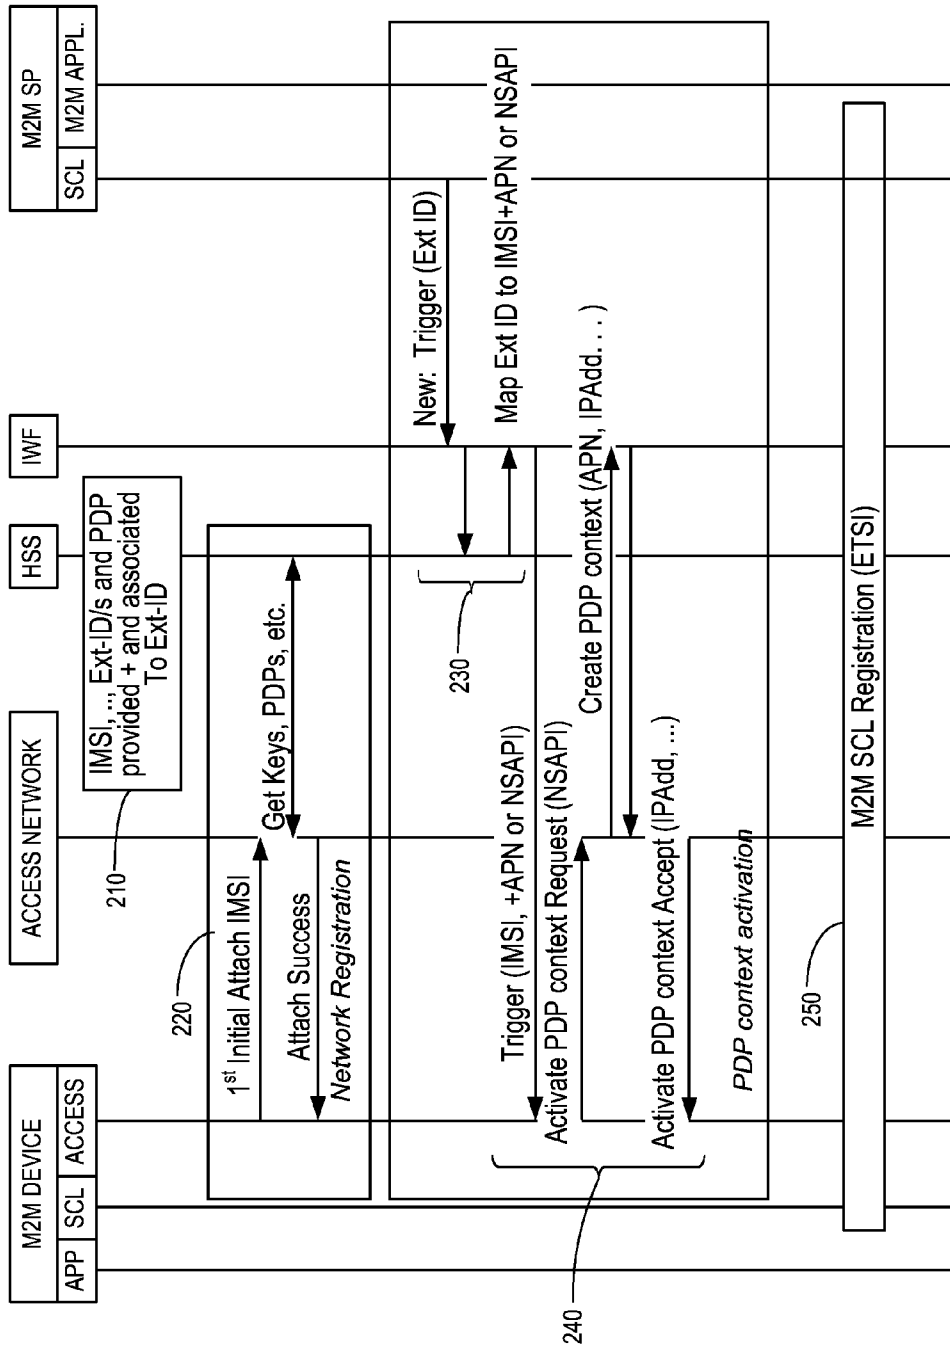 M2M DEVICE
APP
SCL
ACCESS
ACCESS NETWORK
HSS
IWF
M2M SP
SCL
M2M APPL.
210
IMSI, .., Ext-ID/s and PDP
provided + and associated
To Ext-ID
220
1st Initial Attach IMSI
Get Keys, PDPs, etc.
Attach Success
Network Registration
New: Trigger (Ext ID)
230
Map Ext ID to IMSI+APN or NSAPI
Trigger (IMSI, +APN or NSAPI)
Activate PDP context Request (NSAPI)
Create PDP context (APN, IPAdd. . . )
240
Activate PDP context Accept (IPAdd, ...)
PDP context activation
250
M2M SCL Registration (ETSI)